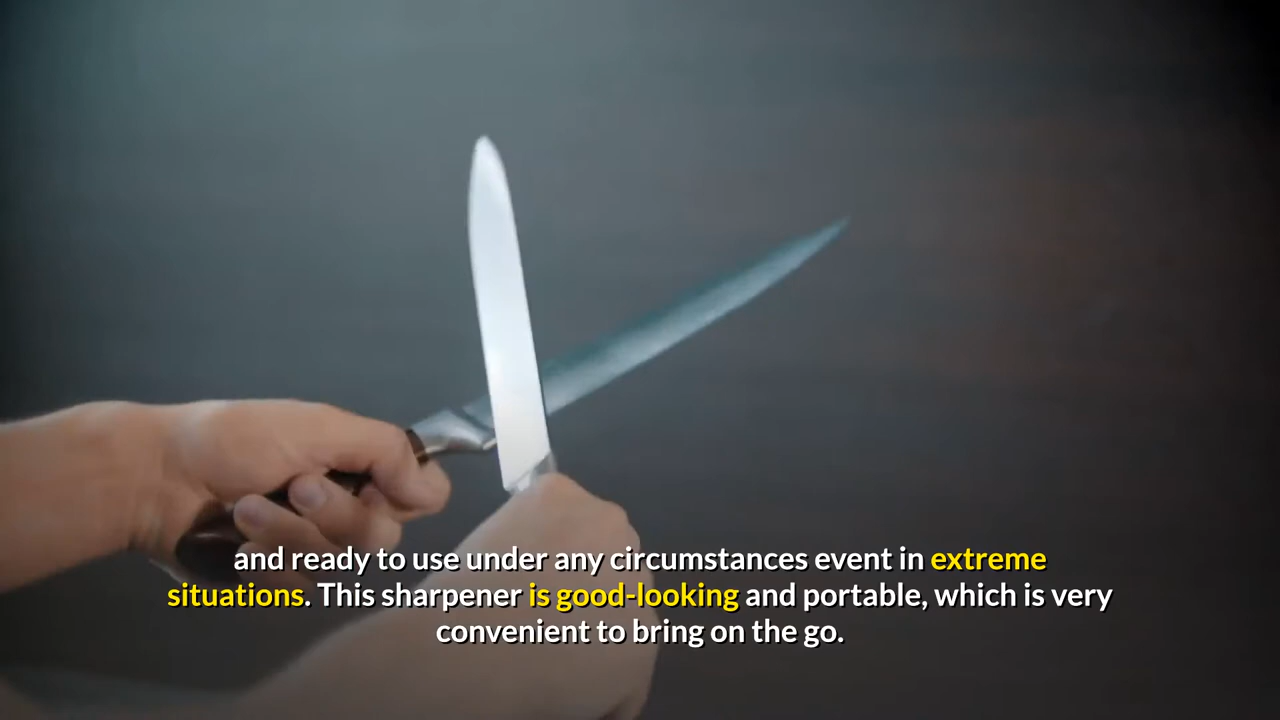 and ready to use under any circumstances event in extreme
situations. This sharpener is good-looking and portable, which is very
convenient to bring on the go.